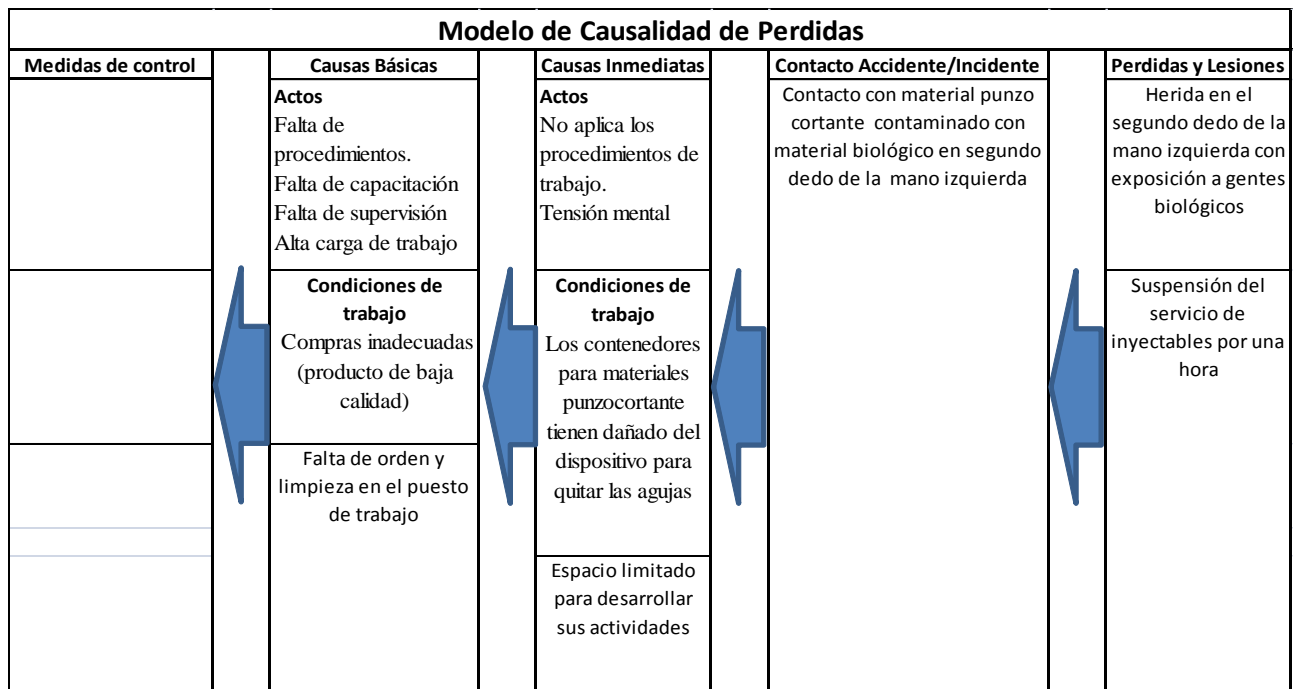 Modelo de Causalidad de Perdidas
Medidas de control
Causas Básicas
Causas Inmediatas
Contacto Accidente/Incidente
Perdidas y Lesiones
Actos
Falta de
procedimientos.
Falta de capacitación
Falta de supervisión
Alta carga de trabajo
Actos
No aplica los
procedimientos de
trabajo.
Tensión mental
Contacto con material punzo
cortante contaminado con
material biológico en segundo
dedo de la mano izquierda
Herida en el
segundo dedo de la
mano izquierda con
exposición a gentes
biológicos
Condiciones de
trabajo
Compras inadecuadas
(producto de baja
calidad)
Condiciones de
trabajo
Los contenedores
para materiales
punzocortante
tienen dañado del
dispositivo para
quitar las agujas
Suspensión del
servicio de
inyectables por una
hora
Falta de orden y
limpieza en el puesto
de trabajo
Espacio limitado
para desarrollar
sus actividades